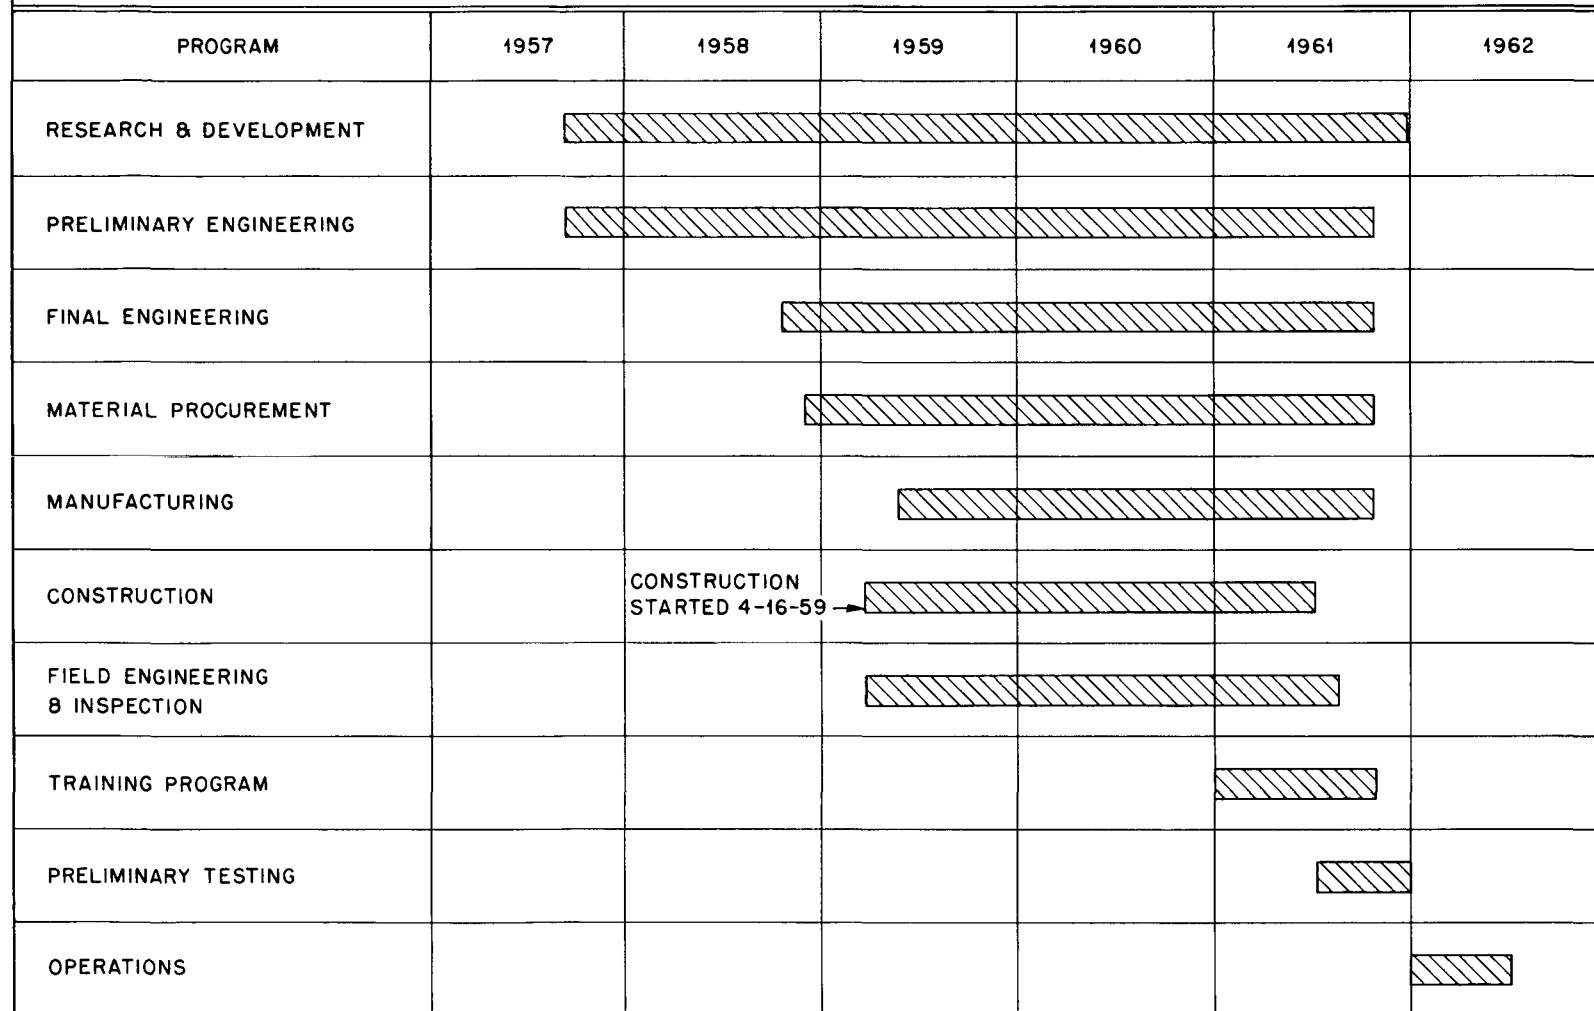 PROGRAM 1957 1958 1959 1960 1961 1962
RESEARCH & DEVELOPMENT
PRELIMINARY ENGINEERING
FINAL ENGINEERING
MATERIAL PROCUREMENT
MANUFACTURING
CONSTRUCTION
CONSTRUCTION
STARTED 4-16-59
FIELD ENGINEERING
& INSPECTION
TRAINING PROGRAM
PRELIMINARY TESTING
OPERATIONS